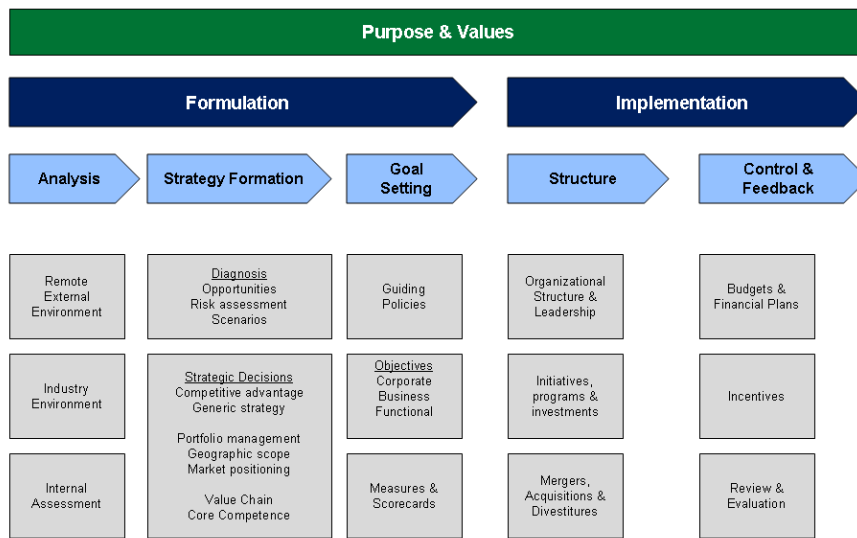 Purpose & Values
Formulation
Implementation
Analysis
Strategy Formation
Goal
Setting
Structure
Control &
Feedback
Remote
External
Environment
Diagnosis
Opportunities
Risk assessment
Scenarios
Guiding
Policies
Organizational
Structure &
Leadership
Budgets &
Financial Plans
Industry
Environment
Strategic Decisions
Competitive advantage
Generic strategy
Portfolio management
Geographic scope
Market positioning
Value Chain
Core Competence
Objectives
Corporate
Business
Functional
Initiatives,
programs &
investments
Incentives
Internal
Assessment
Measures &
Scorecards
Mergers,
Acquisitions &
Divestitures
Review &
Evaluation